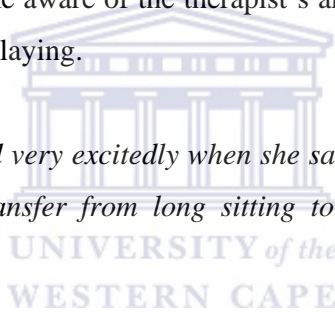 aware of the therapist's
laying.
very excitedly when she sa
ansfer from long sitting to
UNIVERSITY of the
WESTERN CAPE